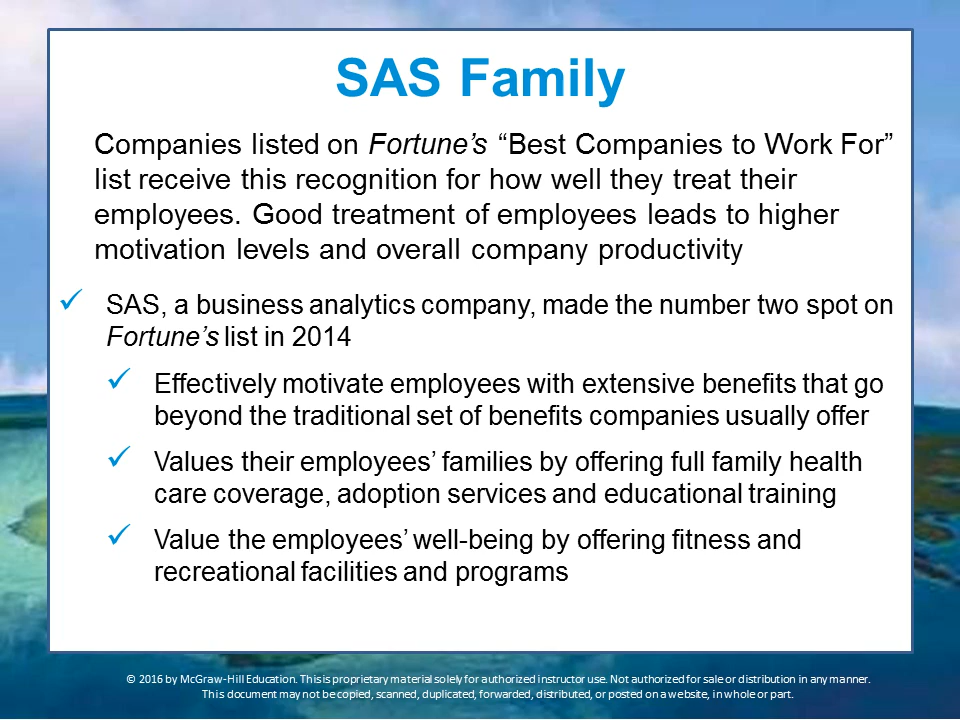 SAS Family
Companies listed on Fortune’s “Best Companies to Work For”
list receive this recognition for how well they treat their
employees. Good treatment of employees leads to higher
motivation levels and overall company productivity
✓ SAS, a business analytics company, made the number two spot on
Fortune’s list in 2014
✓ Effectively motivate employees with extensive benefits that go
beyond the traditional set of benefits companies usually offer
✓ Values their employees’ families by offering full family health
care coverage, adoption services and educational training
✓ Value the employees’ well-being by offering fitness and
recreational facilities and programs
© 2016 by McGraw-Hill Education. This is proprietary material solely for authorized instructor use. Not authorized for sale or distribution in any manner.
This document may not be copied, scanned, duplicated, forwarded, distributed, or posted on a website, in whole or part.